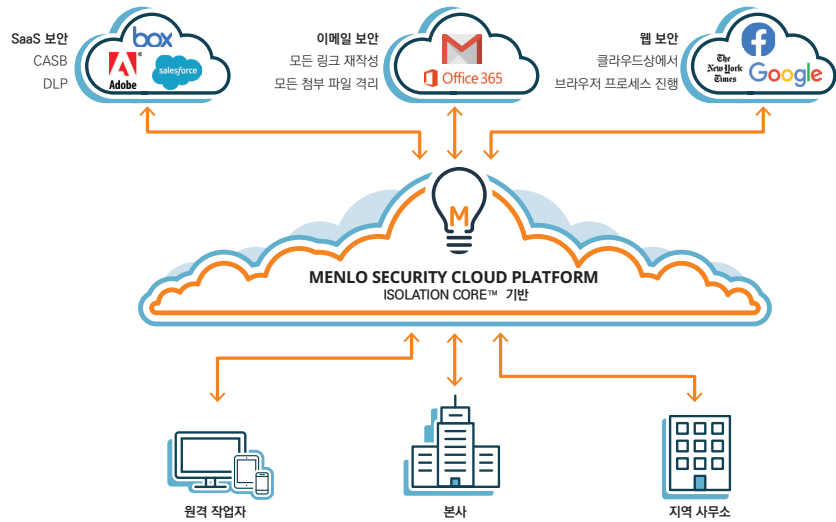 SaaS 보안
CASB
DLP
box
Adobe
salesforce
이메일 보안
모든 링크 재작성
모든 첨부 파일 격리
M
Office 365
웹 보안
클라우드상에서
브라우저 프로세스 진행
f
The
New York
Times
Google
M
MENLO SECURITY CLOUD PLATFORM
ISOLATION CORE™ 기반
원격 작업자
본사
지역 사무소